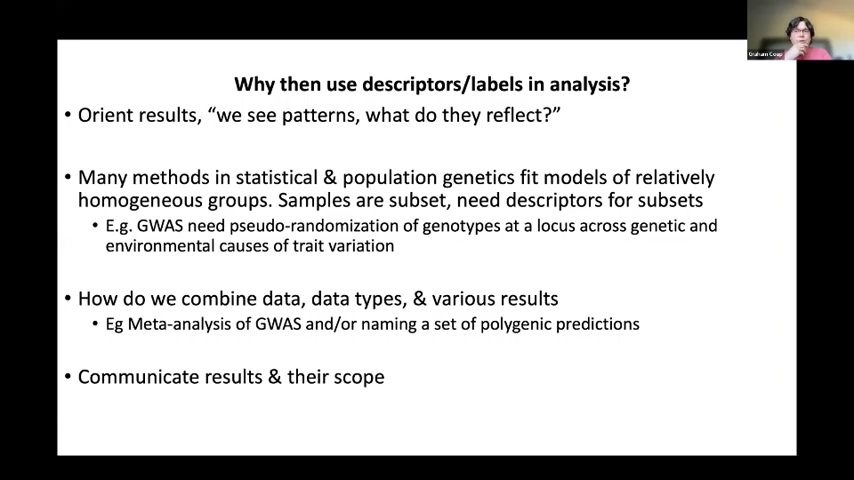 Graham Coop
Why then use descriptors/labels in analysis?
• Orient results, “we see patterns, what do they reflect?”
• Many methods in statistical & population genetics fit models of relatively
homogeneous groups. Samples are subset, need descriptors for subsets
• E.g. GWAS need pseudo-randomization of genotypes at a locus across genetic and
environmental causes of trait variation
• How do we combine data, data types, & various results
• Eg Meta-analysis of GWAS and/or naming a set of polygenic predictions
• Communicate results & their scope